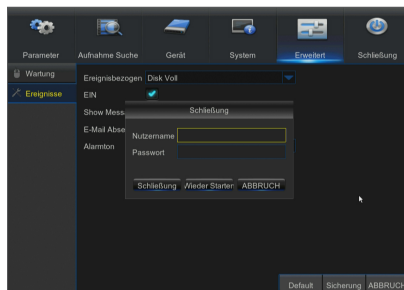 Parameter Aufnahme Suche Gerät System Erweitert Schließung
Wartung
Ereignisse
Ereignisbezogen Disk Voll
EIN
Show Mess
E-Mail Abse
Alarmton
Schließung
Nutzername
Passwort
Schließung Wieder Starten ABBRUCH
Default Sicherung ABBRUCH